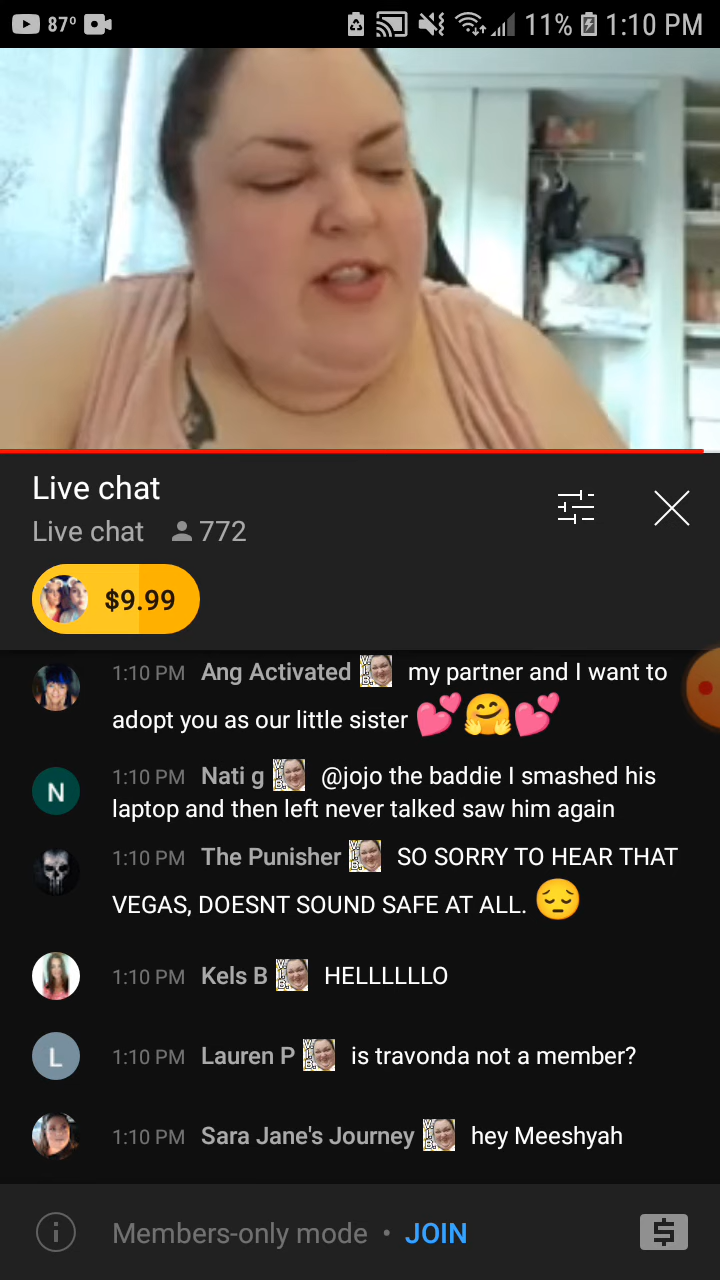 87° 11% 1:10 PM
Live chat
Live chat 772
$9.99
1:10 PM Ang Activated my partner and I want to
adopt you as our little sister 💕🤗💕
N 1:10 PM Nati g @jojo the baddie I smashed his
laptop and then left never talked saw him again
1:10 PM The Punisher SO SORRY TO HEAR THAT
VEGAS, DOESNT SOUND SAFE AT ALL. 😔
1:10 PM Kels B HELLLLLLO
L 1:10 PM Lauren P is travonda not a member?
1:10 PM Sara Jane's Journey hey Meeshyah
Members-only mode • JOIN